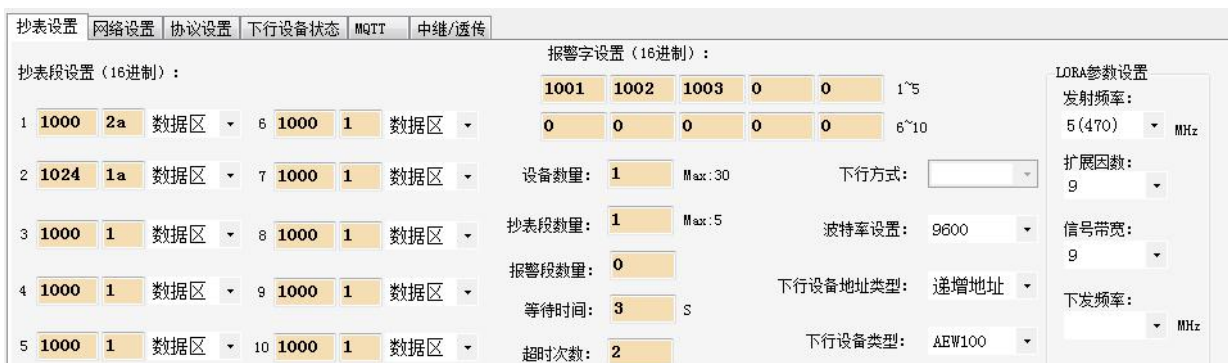 抄表设置 网络设置 协议设置 下行设备状态 MQTT 中继/透传
抄表段设置（16进制）:
1 1000 2a 数据区 6 1000 1 数据区
2 1024 1a 数据区 7 1000 1 数据区
3 1000 1 数据区 8 1000 1 数据区
4 1000 1 数据区 9 1000 1 数据区
5 1000 1 数据区 10 1000 1 数据区
报警字设置（16进制）:
1001 1002 1003 0 0 1~5
0 0 0 0 0 6~10
设备数量: 1 Max:30
抄表段数量: 1 Max:5
报警段数量: 0
等待时间: 3 S
超时次数: 2
下行方式:
波特率设置: 9600
下行设备地址类型: 递增地址
下行设备类型: AEW100
LORA参数设置
发射频率:
5(470) MHz
扩展因数:
9
信号带宽:
9
下发频率:
MHz